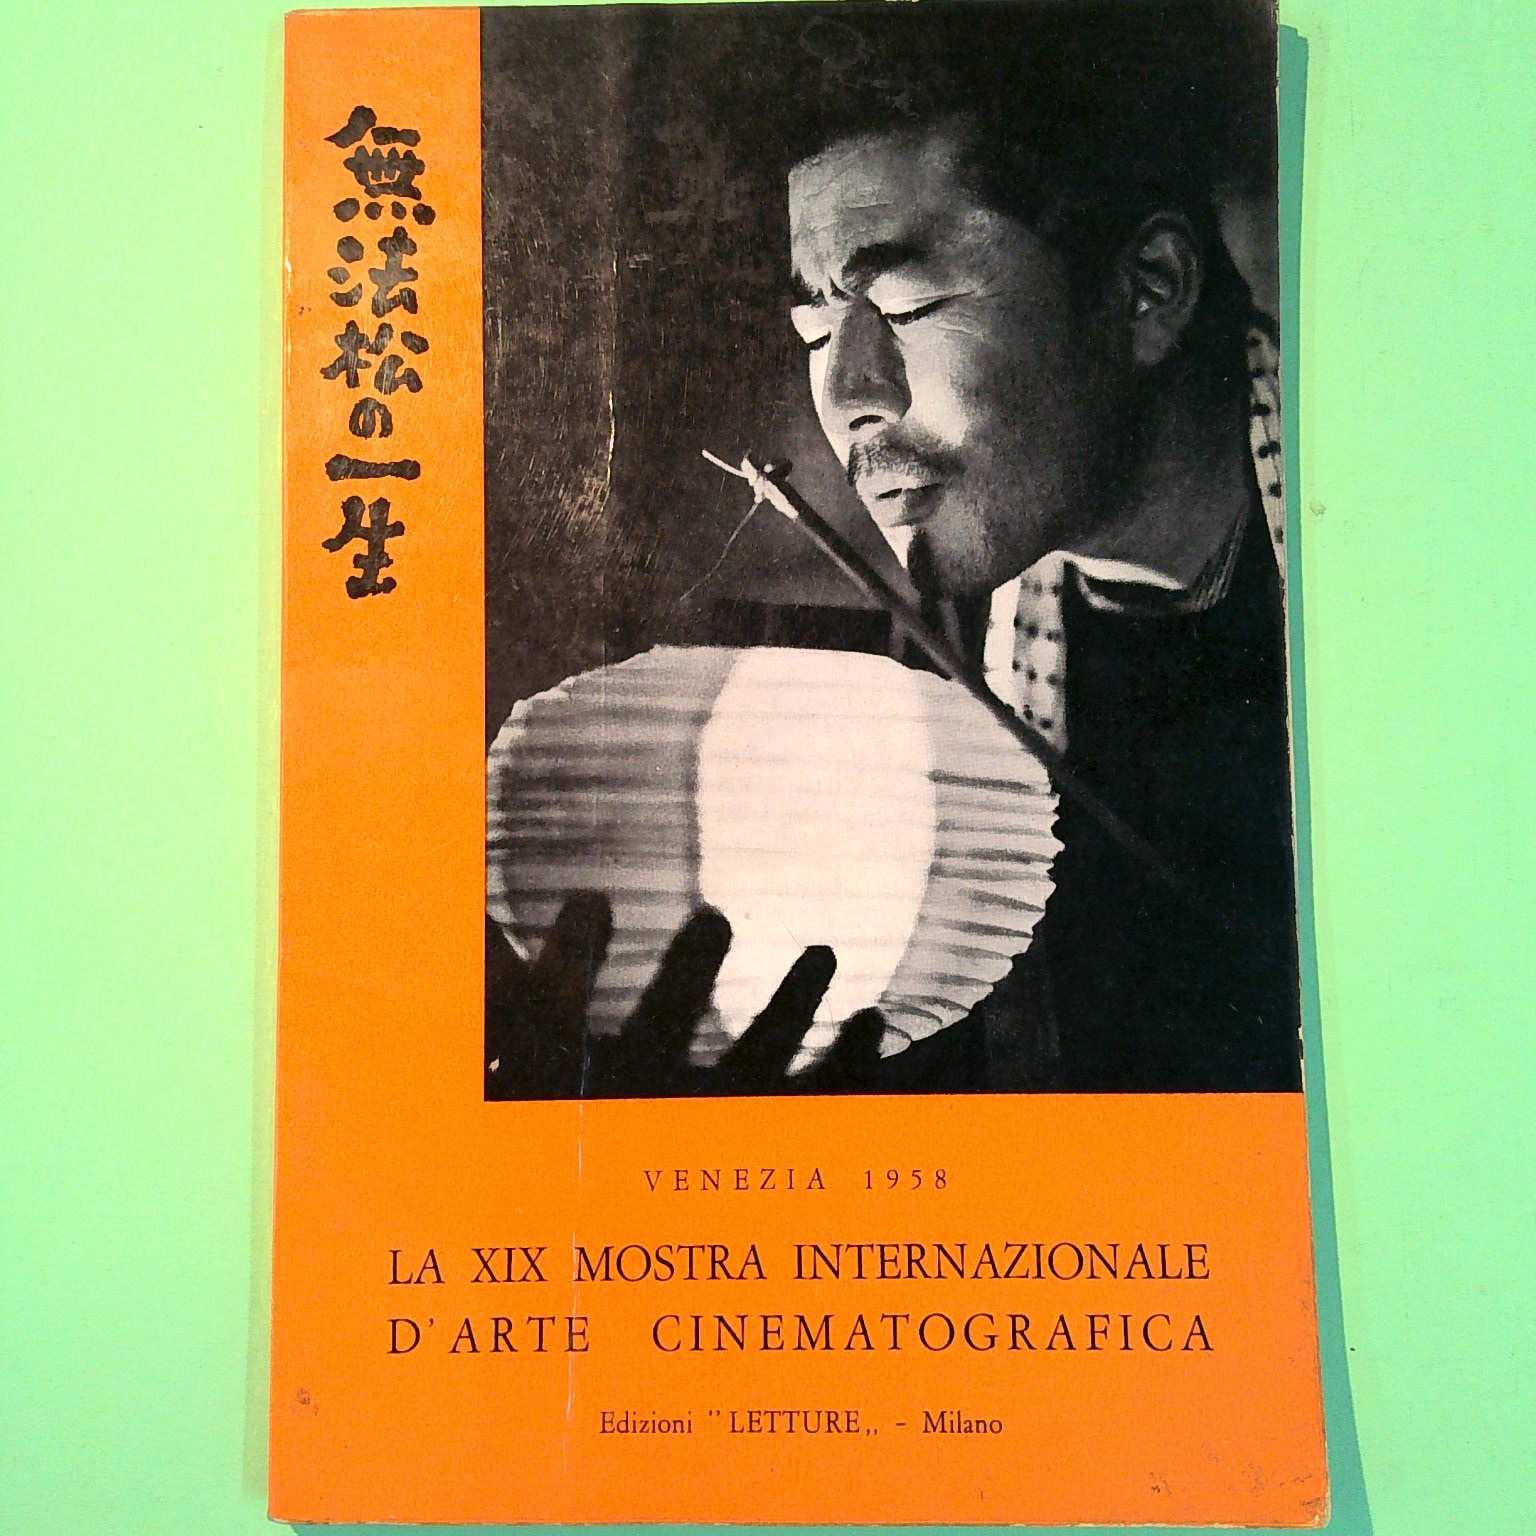 無法松の一生
VENEZIA 1958
LA XIX MOSTRA INTERNAZIONALE
D'ARTE CINEMATOGRAFICA
Edizioni "LETTURE„ - Milano